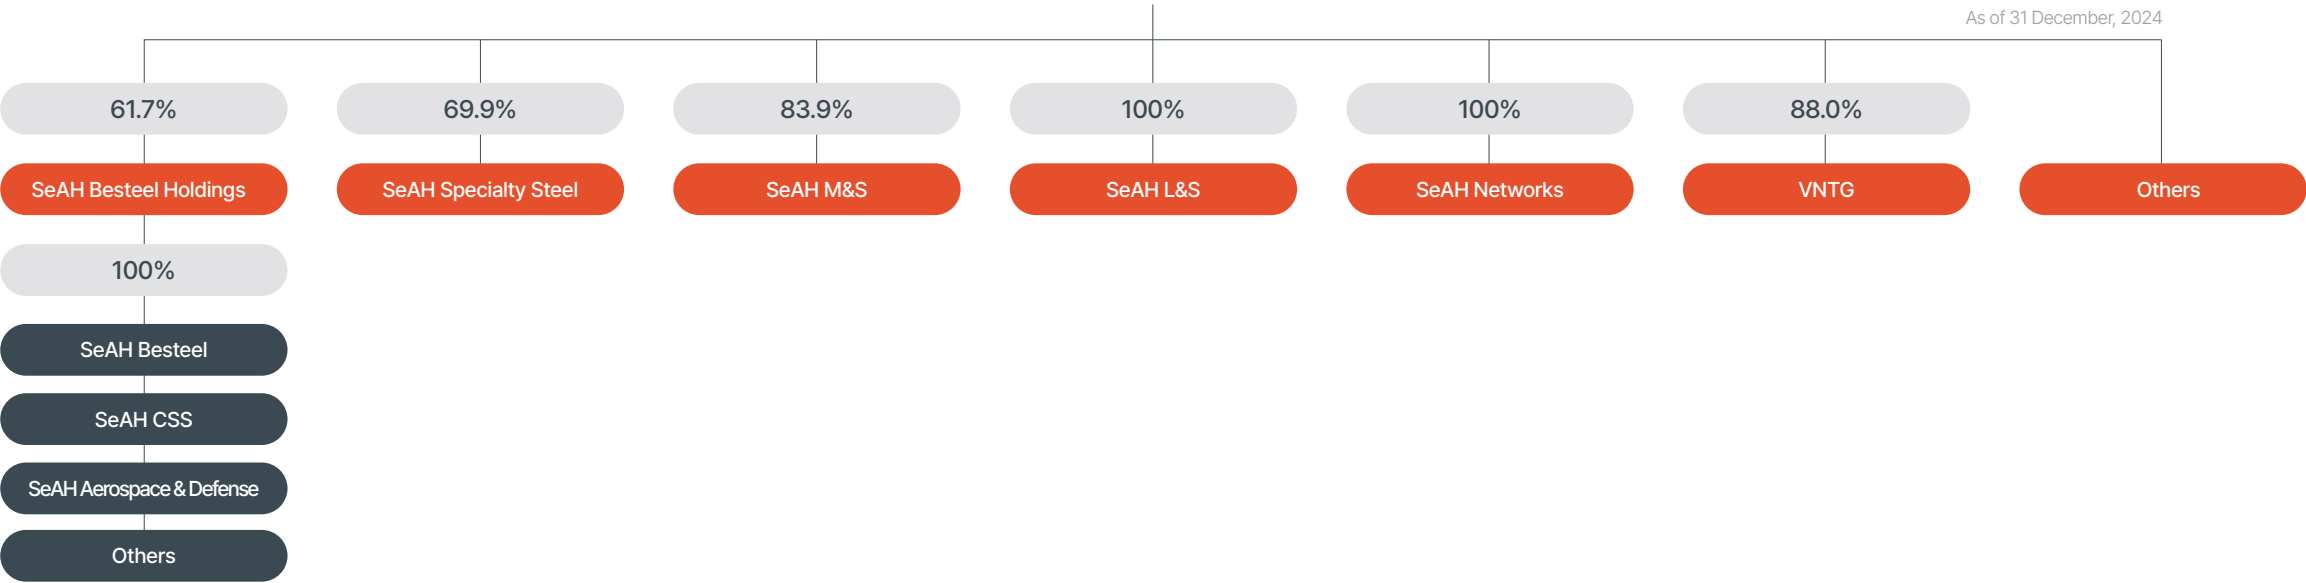 As of 31 December, 2024
61.7%
69.9%
83.9%
100%
100%
88.0%
SeAH Besteel Holdings
SeAH Specialty Steel
SeAH M&S
SeAH L&S
SeAH Networks
VNTG
Others
100%
SeAH Besteel
SeAH CSS
SeAH Aerospace & Defense
Others